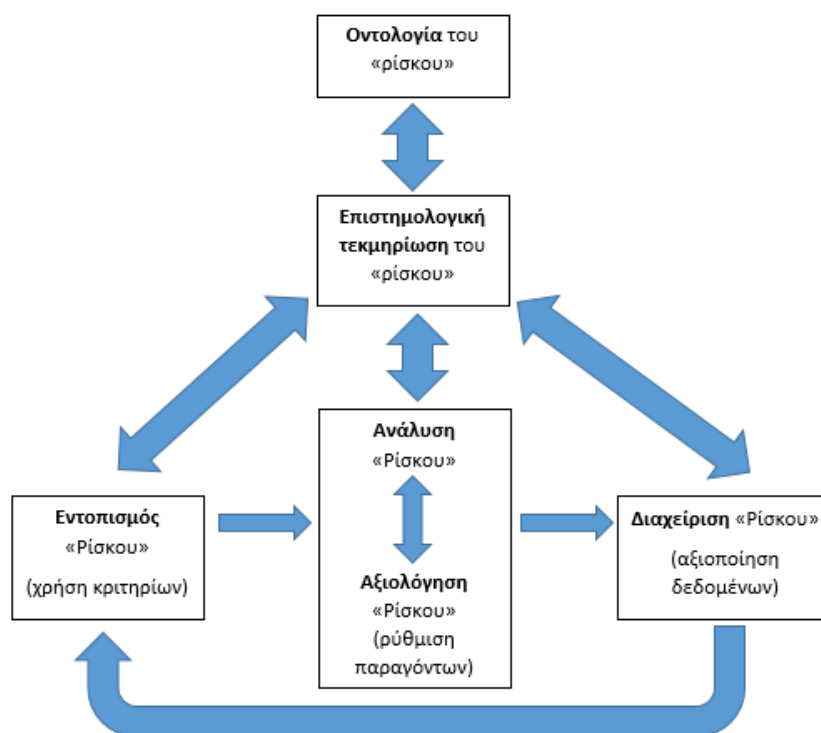 Οντολογία του
«ρίσκου»
Επιστημολογική
τεκμηρίωση του
«ρίσκου»
Ανάλυση
«Ρίσκου»
Αξιολόγηση
«Ρίσκου»
(ρύθμιση
παραγόντων)
Εντοπισμός
«Ρίσκου»
(χρήση κριτηρίων)
Διαχείριση «Ρίσκου»
(αξιοποίηση
δεδομένων)